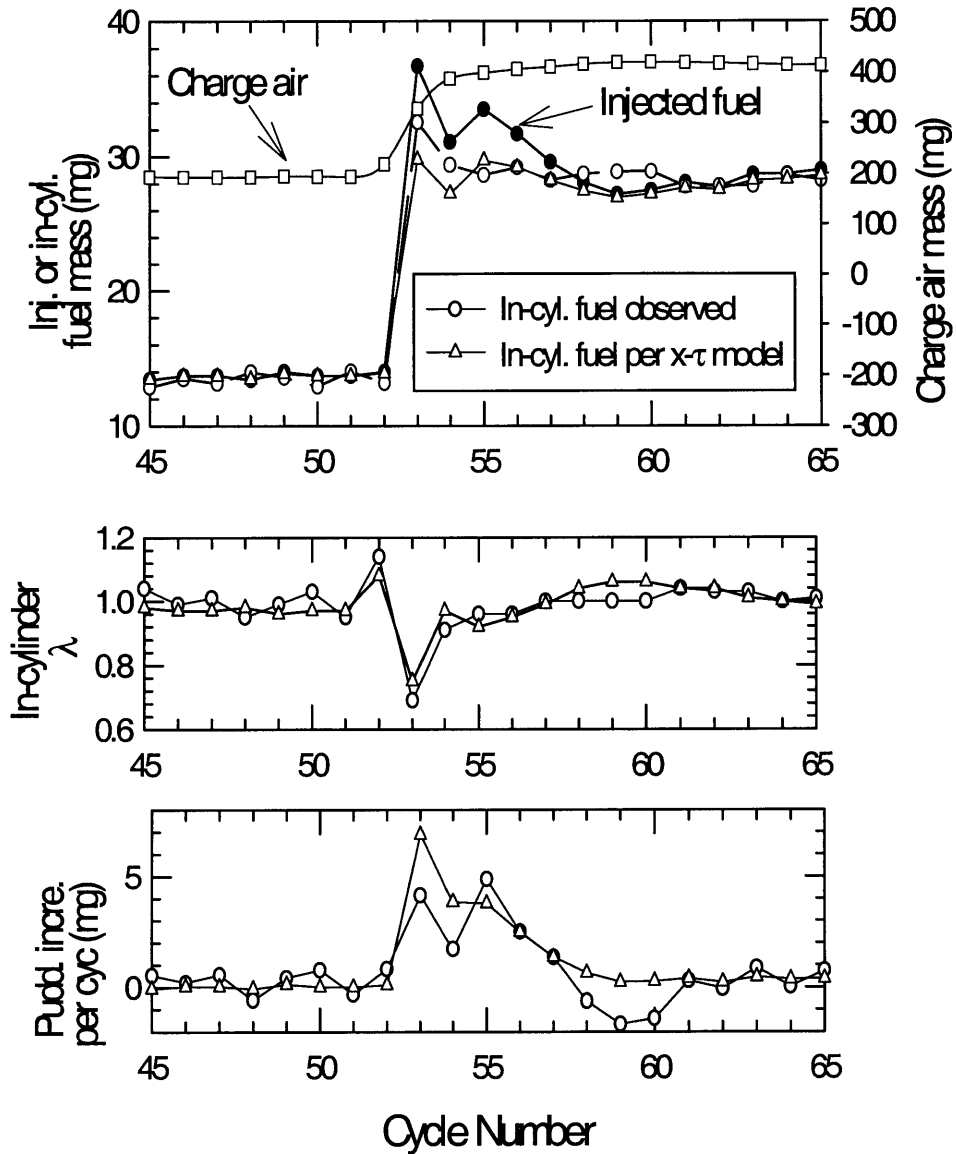 40
30
20
10
Inj. or in-cyl.
fuel mass (mg)
Charge air
Injected fuel
500
400
300
200
100
0
-100
-200
-300
Charge air mass (mg)
In-cyl. fuel observed
In-cyl. fuel per x-τ model
45 50 55 60 65
1.2
1.0
0.8
0.6
In-cylinder
λ
45 50 55 60 65
5
0
Pudd. incre.
per cyc (mg)
45 50 55 60 65
Cycle Number